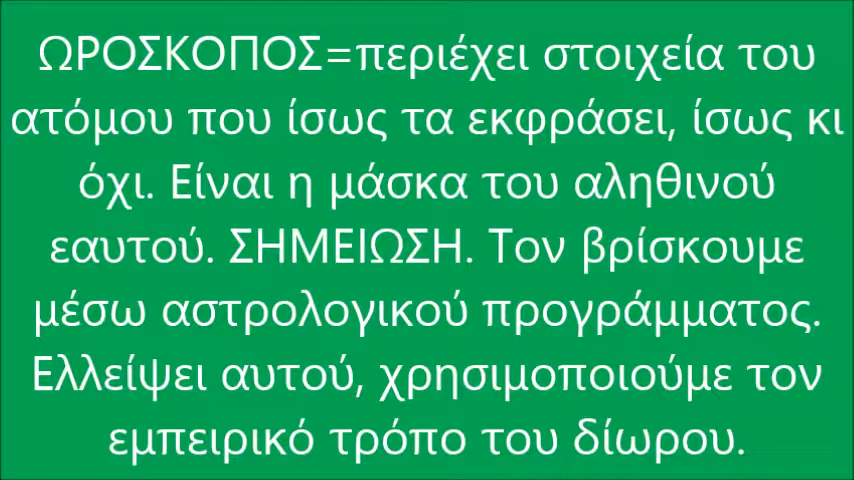 ΩΡΟΣΚΟΠΟΣ=περιέχει στοιχεία του
ατόμου που ίσως τα εκφράσει, ίσως κι
όχι. Είναι η μάσκα του αληθινού
εαυτού. ΣΗΜΕΙΩΣΗ. Τον βρίσκουμε
μέσω αστρολογικού προγράμματος.
Ελλείψει αυτού, χρησιμοποιούμε τον
εμπειρικό τρόπο του δίωρου.